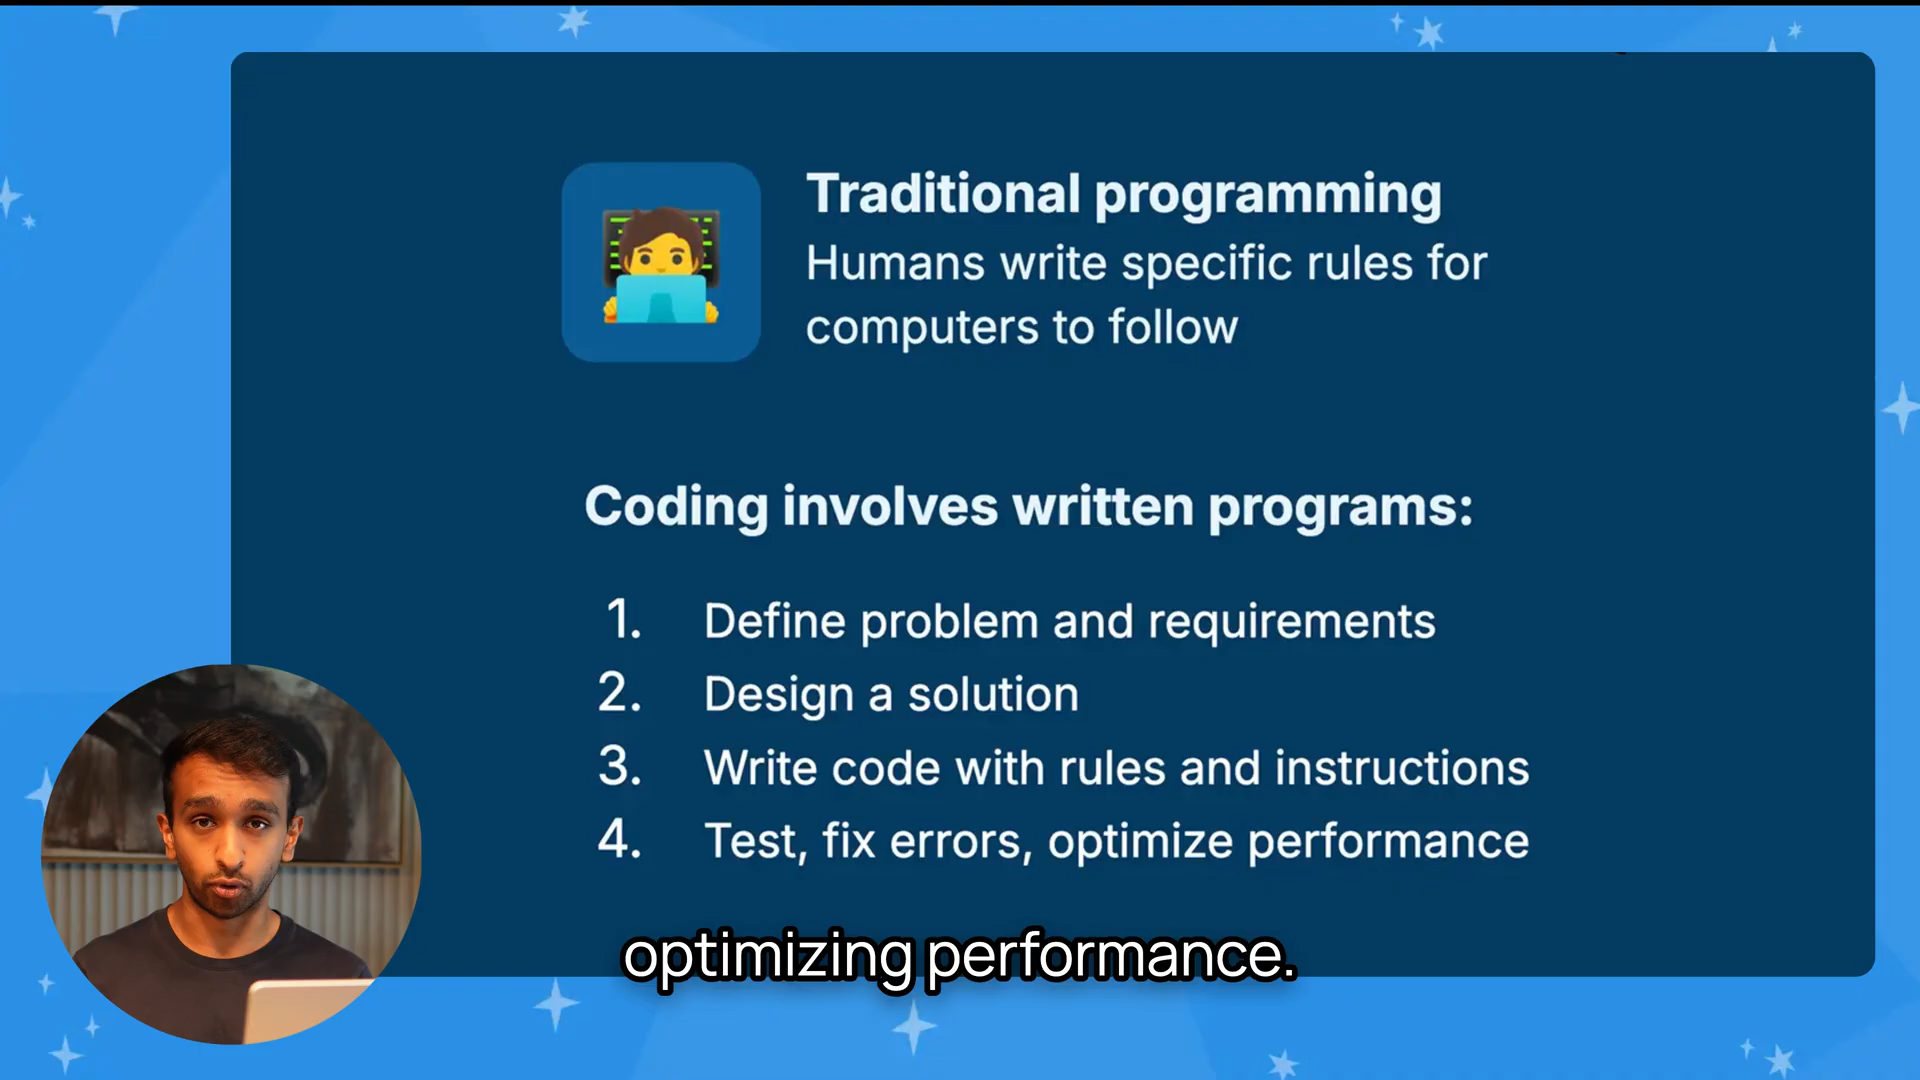 Traditional programming
Humans write specific rules for
computers to follow
Coding involves written programs:
1. Define problem and requirements
2. Design a solution
3. Write code with rules and instructions
4. Test, fix errors, optimize performance
optimizing performance.